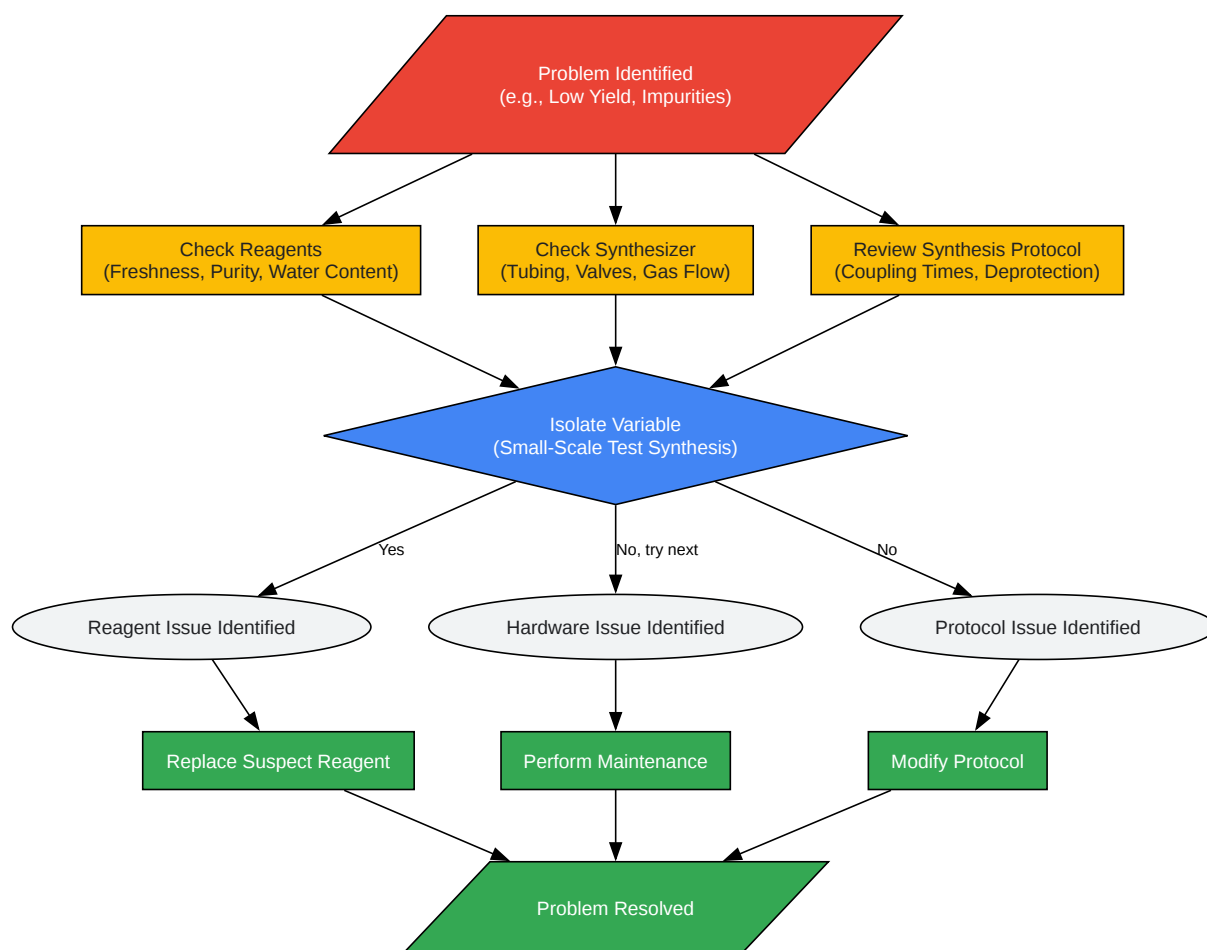 Problem Identified
(e.g., Low Yield, Impurities)
Check Reagents
(Freshness, Purity, Water Content)
Check Synthesizer
(Tubing, Valves, Gas Flow)
Review Synthesis Protocol
(Coupling Times, Deprotection)
Isolate Variable
(Small-Scale Test Synthesis)
Yes
No, try next
No
Reagent Issue Identified
Hardware Issue Identified
Protocol Issue Identified
Replace Suspect Reagent
Perform Maintenance
Modify Protocol
Problem Resolved